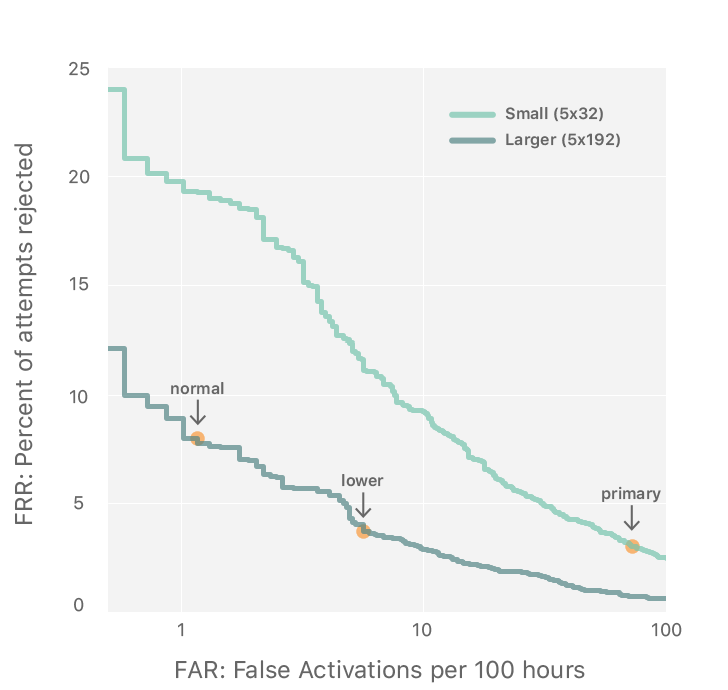 25
20
15
10
5
0
FRR: Percent of attempts rejected
Small (5x32)
Larger (5x192)
normal
lower
primary
1
10
100
FAR: False Activations per 100 hours